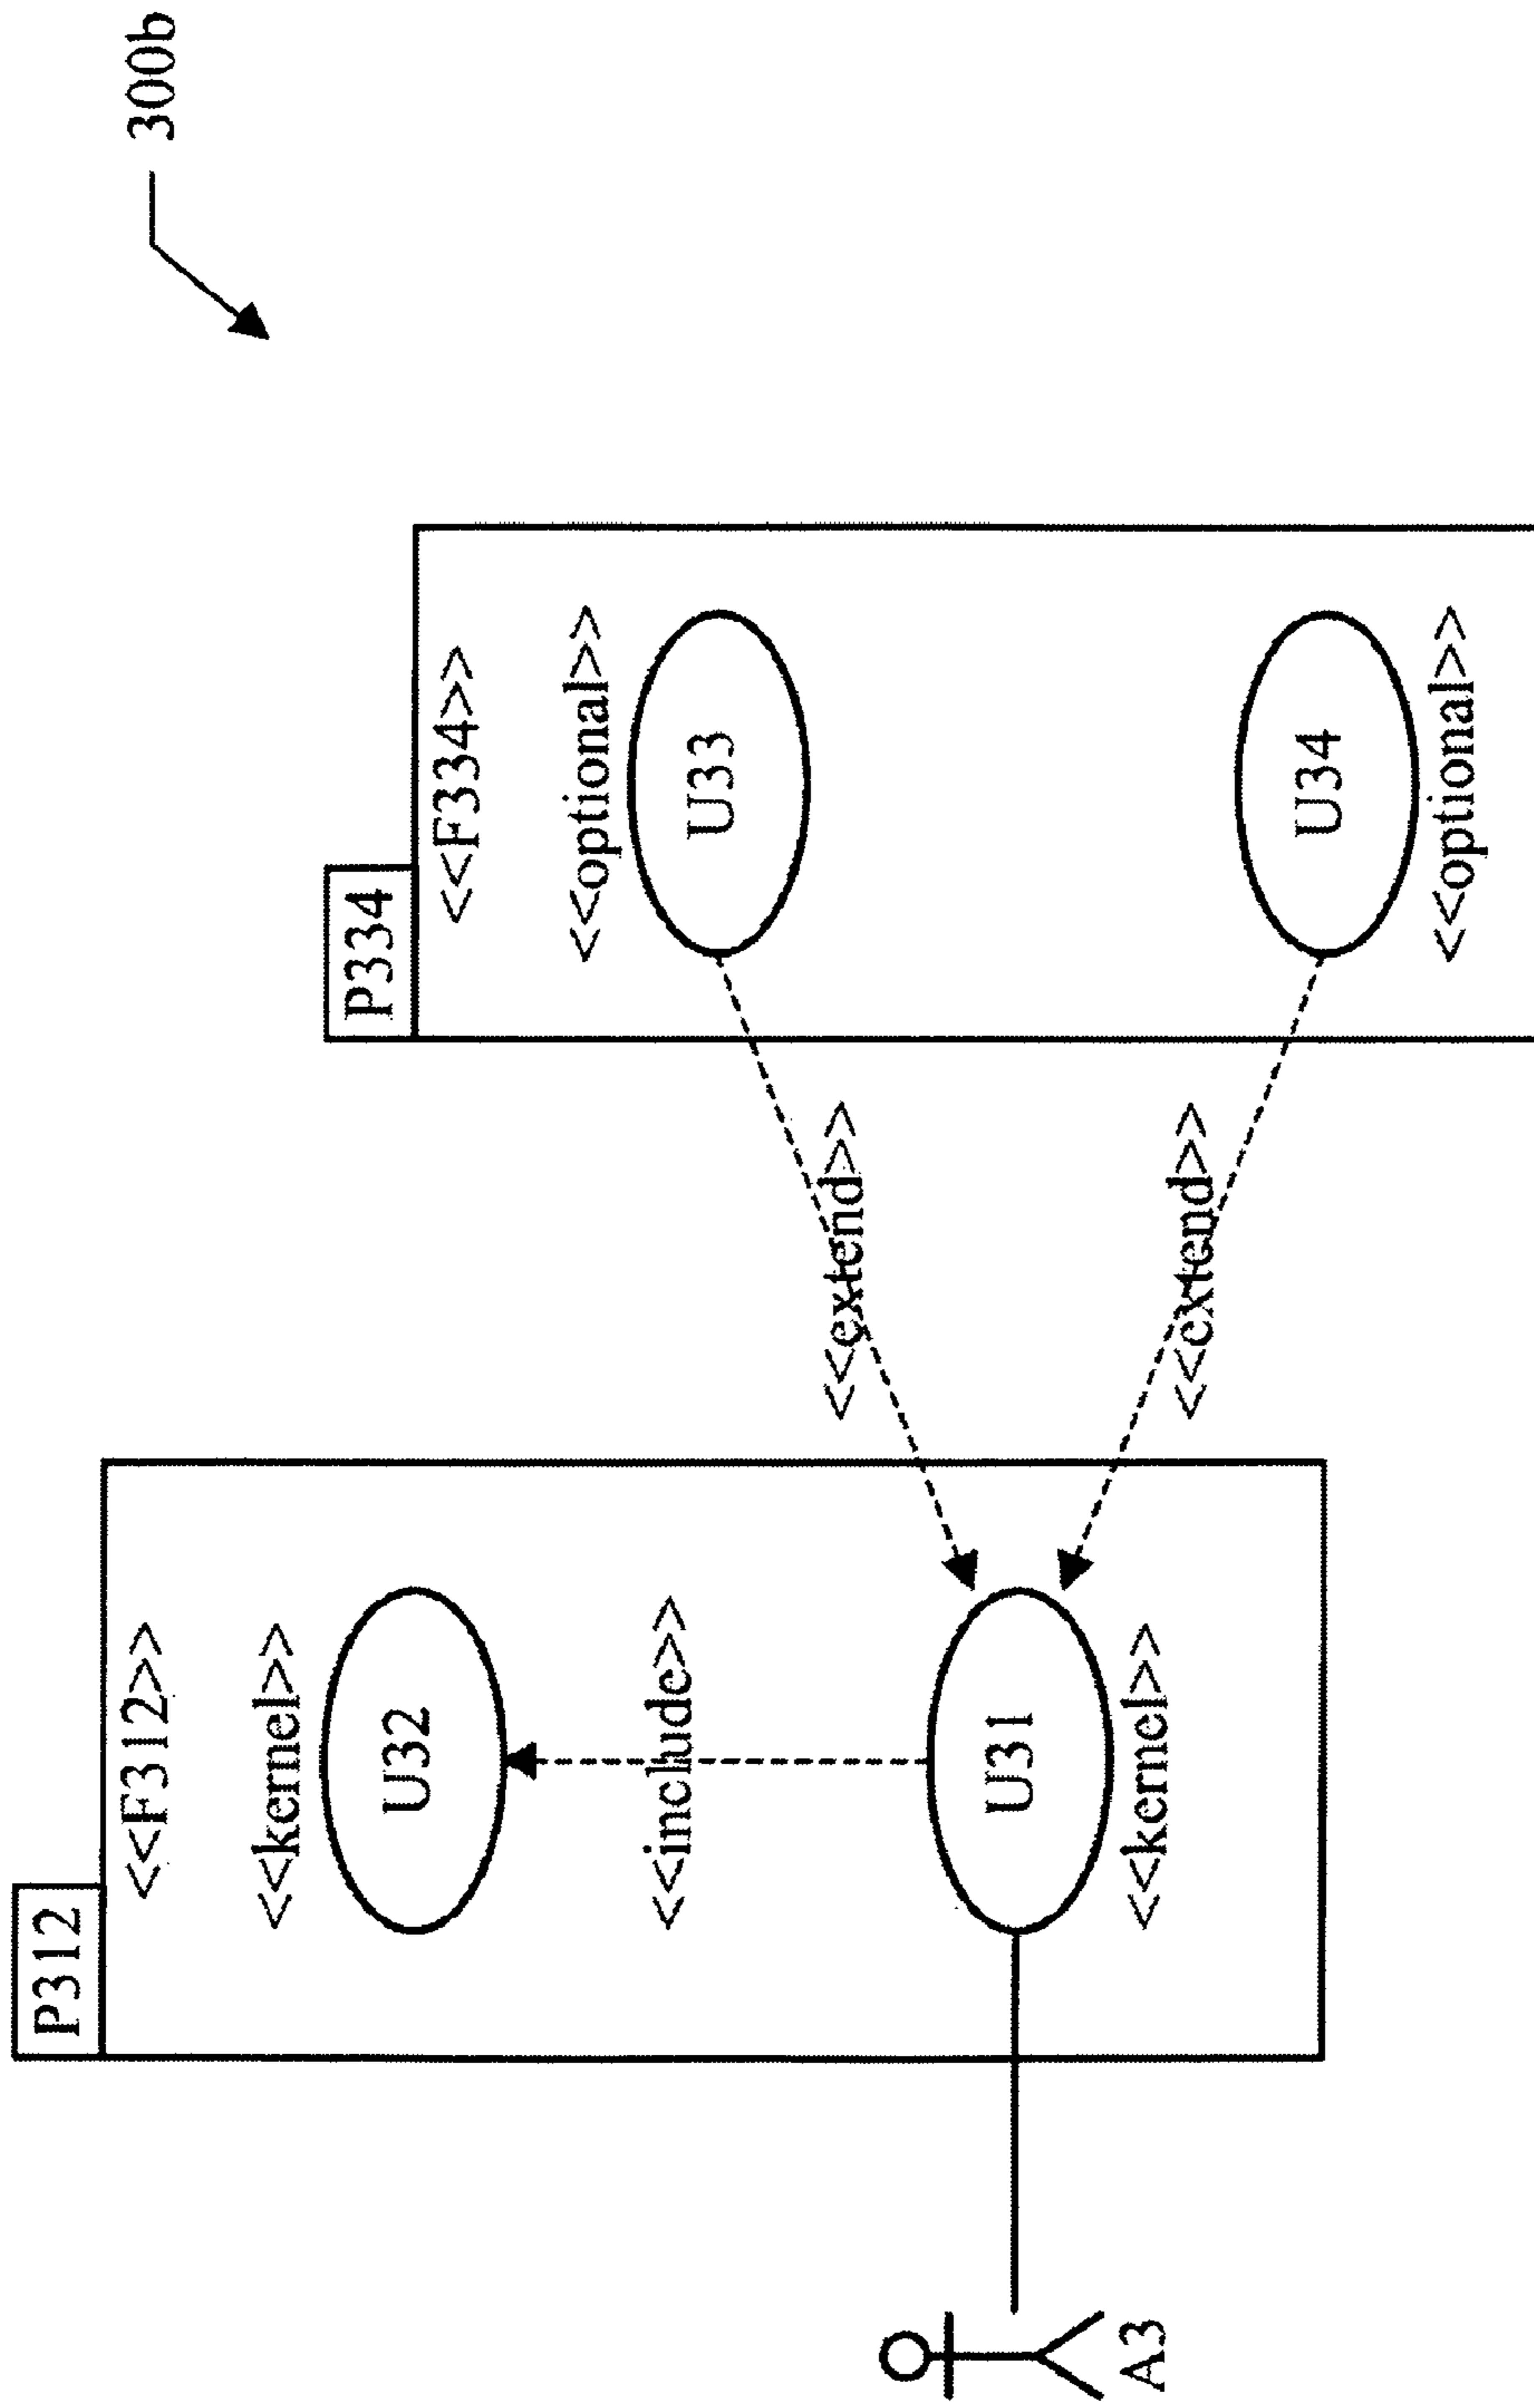 300b
P312
<<F312>>
<<kernel>>
U32
<<include>>
U31
<<kernel>>
A3
<<extend>>
<<extend>>
P334
<<F334>>
<<optional>>
U33
U34
<<optional>>